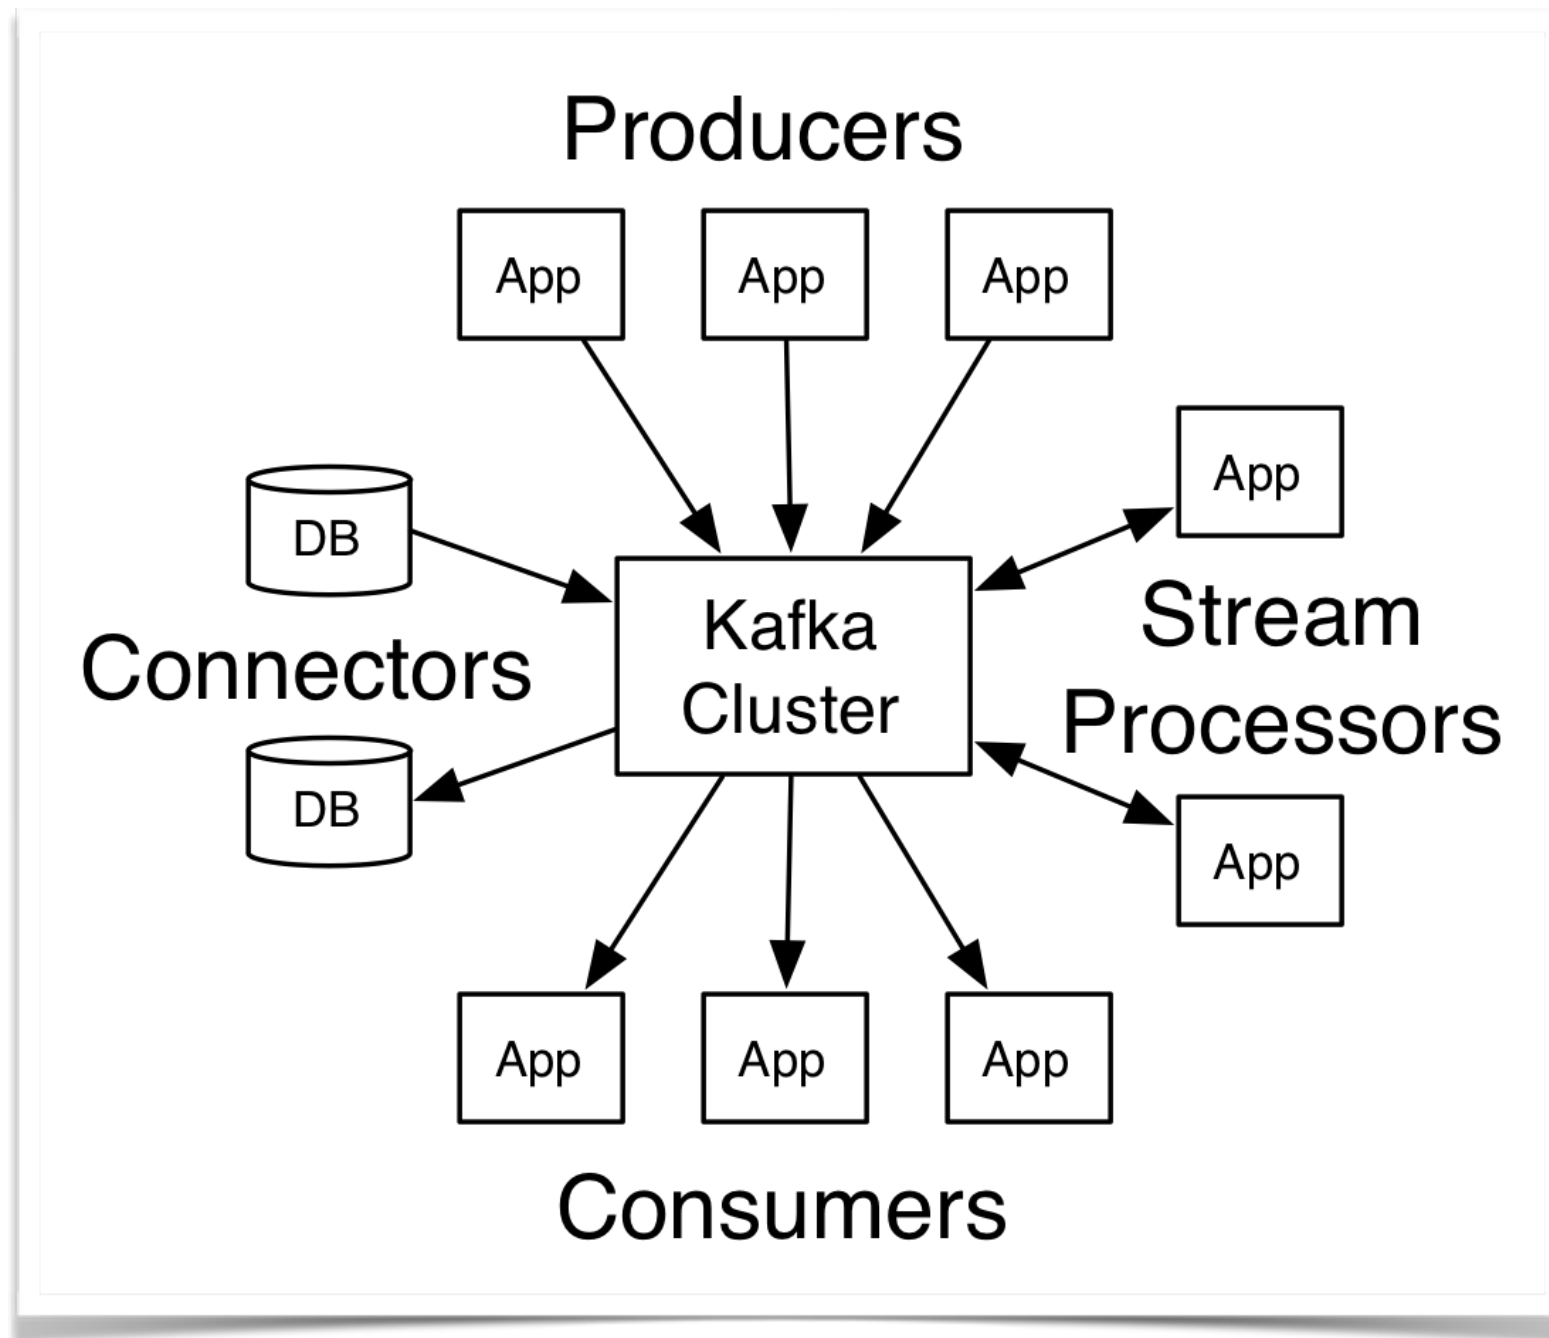 Producers
App
App
App
App
DB
Kafka
Cluster
Stream
Processors
Connectors
DB
App
App
App
App
Consumers